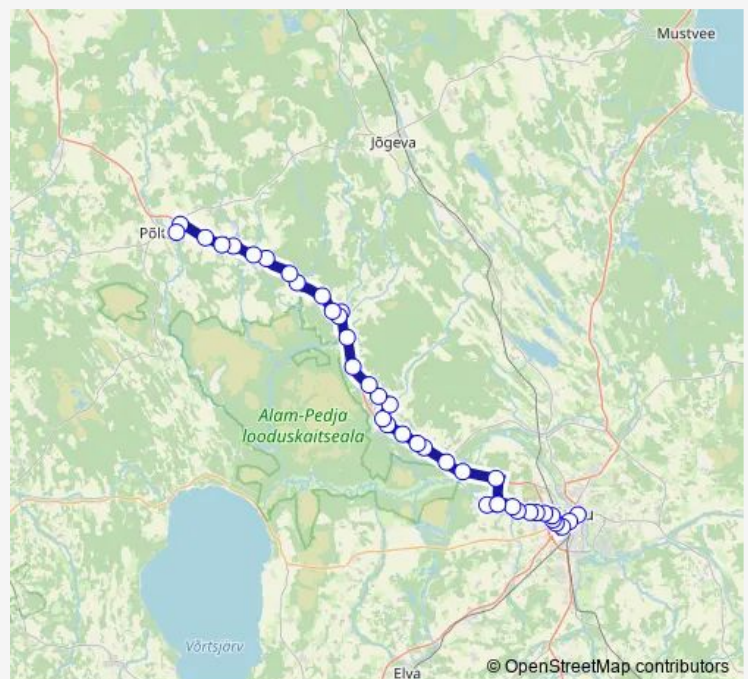 Mustvee
Jõgeva
Põlt
Alam-Pedja
looduskaitseala
u
Võrtsjärv
Elva
© OpenStreetMap contributors